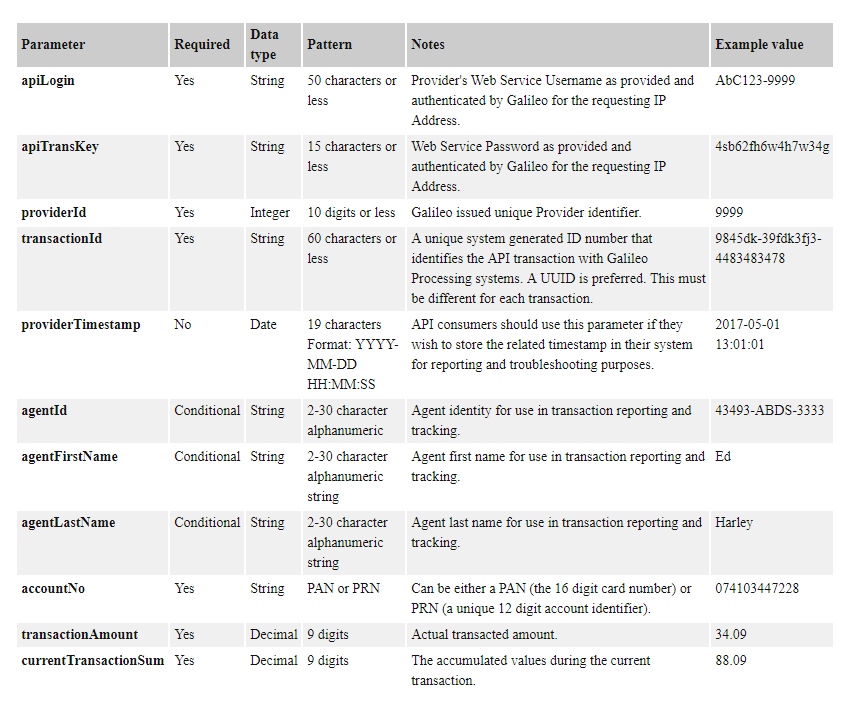 Parameter Required Data type Pattern Notes Example value
apiLogin Yes String 50 characters or less Provider's Web Service Username as provided and authenticated by Galileo for the requesting IP Address. AbC123-9999
apiTransKey Yes String 15 characters or less Web Service Password as provided and authenticated by Galileo for the requesting IP Address. 4sb62fh6w4h7w34g
providerId Yes Integer 10 digits or less Galileo issued unique Provider identifier. 9999
transactionId Yes String 60 characters or less A unique system generated ID number that identifies the API transaction with Galileo Processing systems. A UUID is preferred. This must be different for each transaction. 9845dk-39fdk3fj3-4483483478
providerTimestamp No Date 19 characters Format: YYYY-MM-DD HH:MM:SS API consumers should use this parameter if they wish to store the related timestamp in their system for reporting and troubleshooting purposes. 2017-05-01 13:01:01
agentId Conditional String 2-30 character alphanumeric Agent identity for use in transaction reporting and tracking. 43493-ABDS-3333
agentFirstName Conditional String 2-30 character alphanumeric string Agent first name for use in transaction reporting and tracking. Ed
agentLastName Conditional String 2-30 character alphanumeric string Agent last name for use in transaction reporting and tracking. Harley
accountNo Yes String PAN or PRN Can be either a PAN (the 16 digit card number) or PRN (a unique 12 digit account identifier). 074103447228
transactionAmount Yes Decimal 9 digits Actual transacted amount. 34.09
currentTransactionSum Yes Decimal 9 digits The accumulated values during the current transaction. 88.09